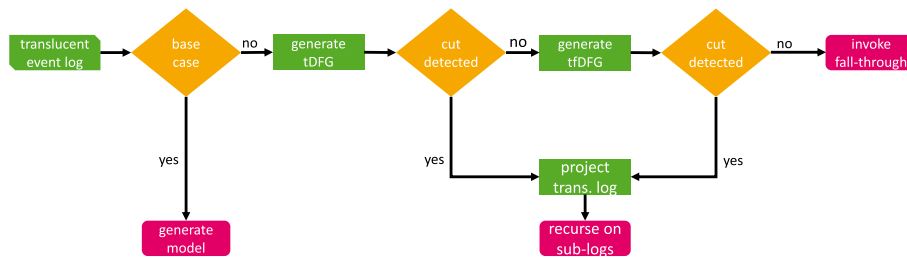 translucent
event log
base
case
no
generate
tDFG
cut
detected
no
generate
tfDFG
cut
detected
no
invoke
fall-through
yes
yes
yes
project
trans. log
generate
model
recurse on
sub-logs